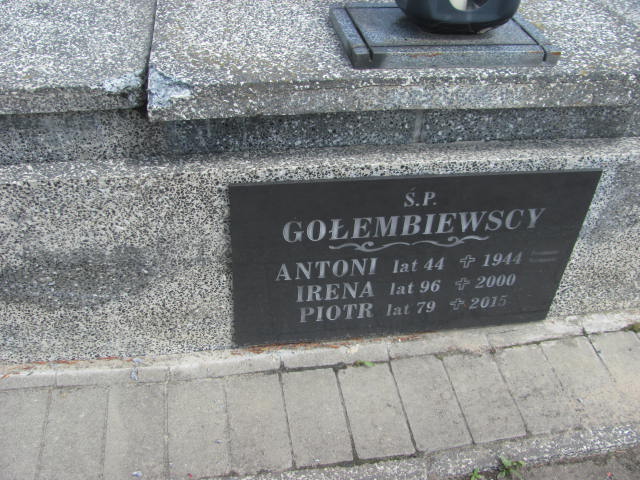 Ś.P.
GOŁEMBIEWSCY
ANTONI lat 44 ✝ 1944
IRENA lat 96 ✝ 2000
PIOTR lat 79 ✝ 2015